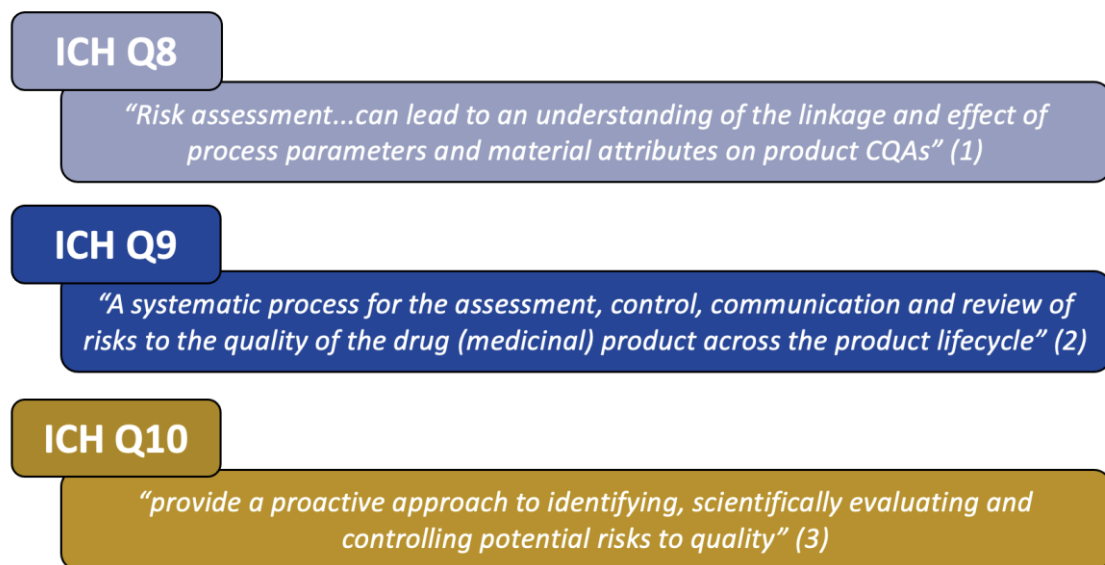 ICH Q8
“Risk assessment...can lead to an understanding of the linkage and effect of
process parameters and material attributes on product CQAs” (1)
ICH Q9
“A systematic process for the assessment, control, communication and review of
risks to the quality of the drug (medicinal) product across the product lifecycle” (2)
ICH Q10
“provide a proactive approach to identifying, scientifically evaluating and
controlling potential risks to quality” (3)